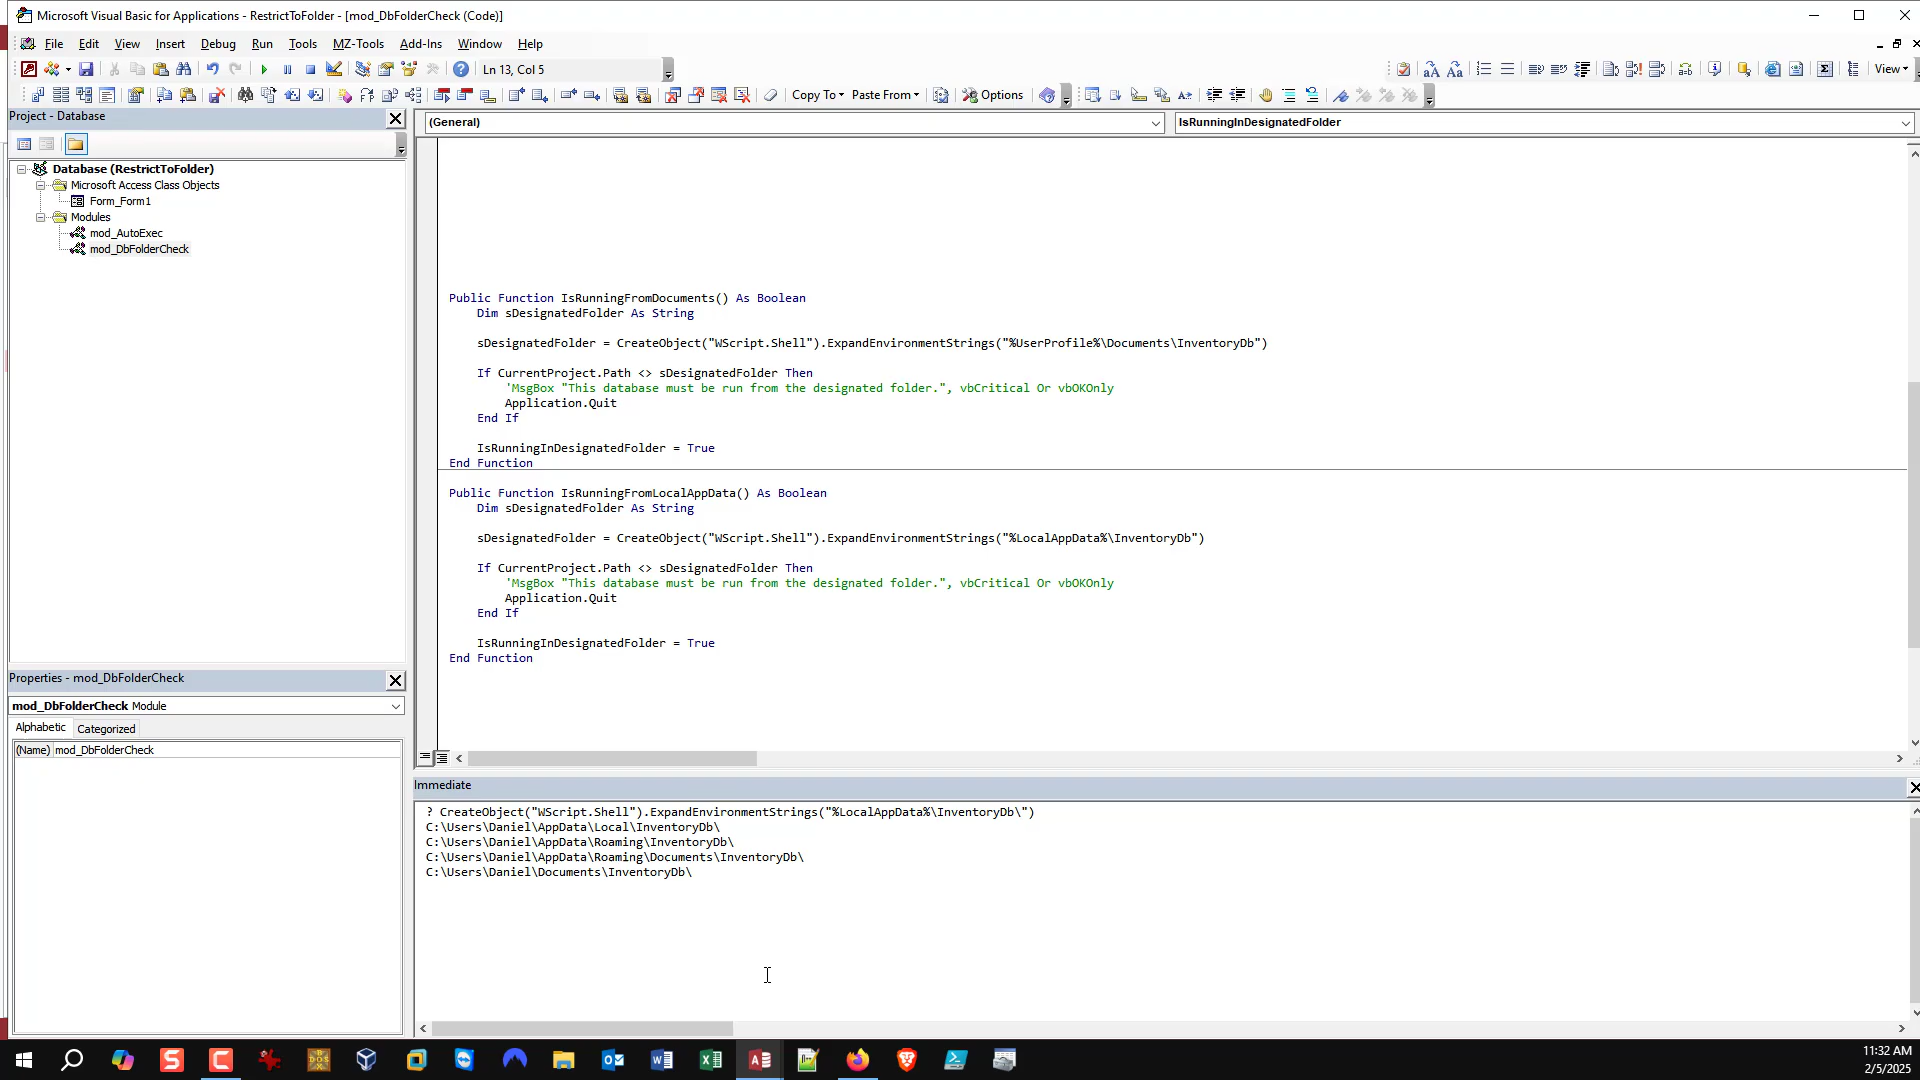 Microsoft Visual Basic for Applications - RestrictToFolder - [mod_DbFolderCheck (Code)]
File Edit View Insert Debug Run Tools MZ-Tools Add-Ins Window Help
Ln 13, Col 5
View
Copy To Paste From Options
Project - Database
(General)
IsRunningInDesignatedFolder
Database (RestrictToFolder)
Microsoft Access Class Objects
Form_Form1
Modules
mod_AutoExec
mod_DbFolderCheck
Public Function IsRunningFromDocuments() As Boolean
Dim sDesignatedFolder As String
sDesignatedFolder = CreateObject("WScript.Shell").ExpandEnvironmentStrings("%UserProfile%\Documents\InventoryDb")
If CurrentProject.Path <> sDesignatedFolder Then
'MsgBox "This database must be run from the designated folder.", vbCritical Or vbOKOnly
Application.Quit
End If
IsRunningInDesignatedFolder = True
End Function
Public Function IsRunningFromLocalAppData() As Boolean
Dim sDesignatedFolder As String
sDesignatedFolder = CreateObject("WScript.Shell").ExpandEnvironmentStrings("%LocalAppData%\InventoryDb")
If CurrentProject.Path <> sDesignatedFolder Then
'MsgBox "This database must be run from the designated folder.", vbCritical Or vbOKOnly
Application.Quit
End If
IsRunningInDesignatedFolder = True
End Function
Properties - mod_DbFolderCheck
mod_DbFolderCheck Module
Alphabetic Categorized
(Name) mod_DbFolderCheck
Immediate
? CreateObject("WScript.Shell").ExpandEnvironmentStrings("%LocalAppData%\InventoryDb\")
C:\Users\Daniel\AppData\Local\InventoryDb\
C:\Users\Daniel\AppData\Roaming\InventoryDb\
C:\Users\Daniel\AppData\Roaming\Documents\InventoryDb\
C:\Users\Daniel\Documents\InventoryDb\
11:32 AM
2/5/2025